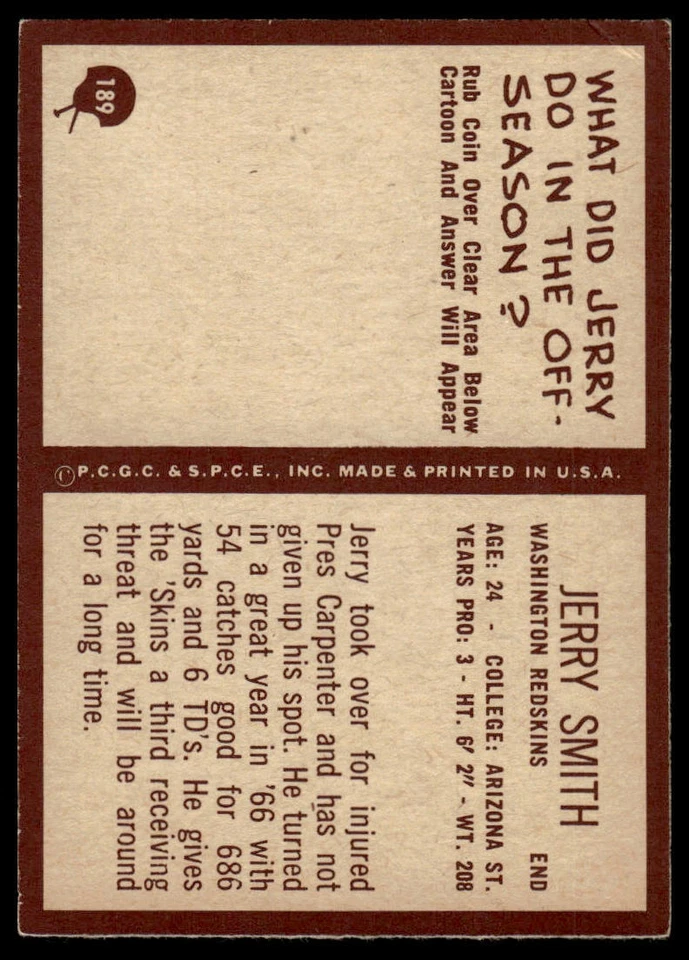 189
WHAT DID JERRY
DO IN THE OFF-
SEASON?
Rub Coin Over Clear Area Below
Cartoon And Answer Will Appear
© P.C.G.C. & S.P.C.E., INC. MADE & PRINTED IN U.S.A.
JERRY SMITH
WASHINGTON REDSKINS END
AGE: 24 - COLLEGE: ARIZONA ST.
YEARS PRO: 3 - HT. 6' 2" - WT. 208
Jerry took over for injured
Pres Carpenter and has not
given up his spot. He turned
in a great year in '66 with
54 catches good for 686
yards and 6 TD's. He gives
the 'Skins a third receiving
threat and will be around
for a long time.